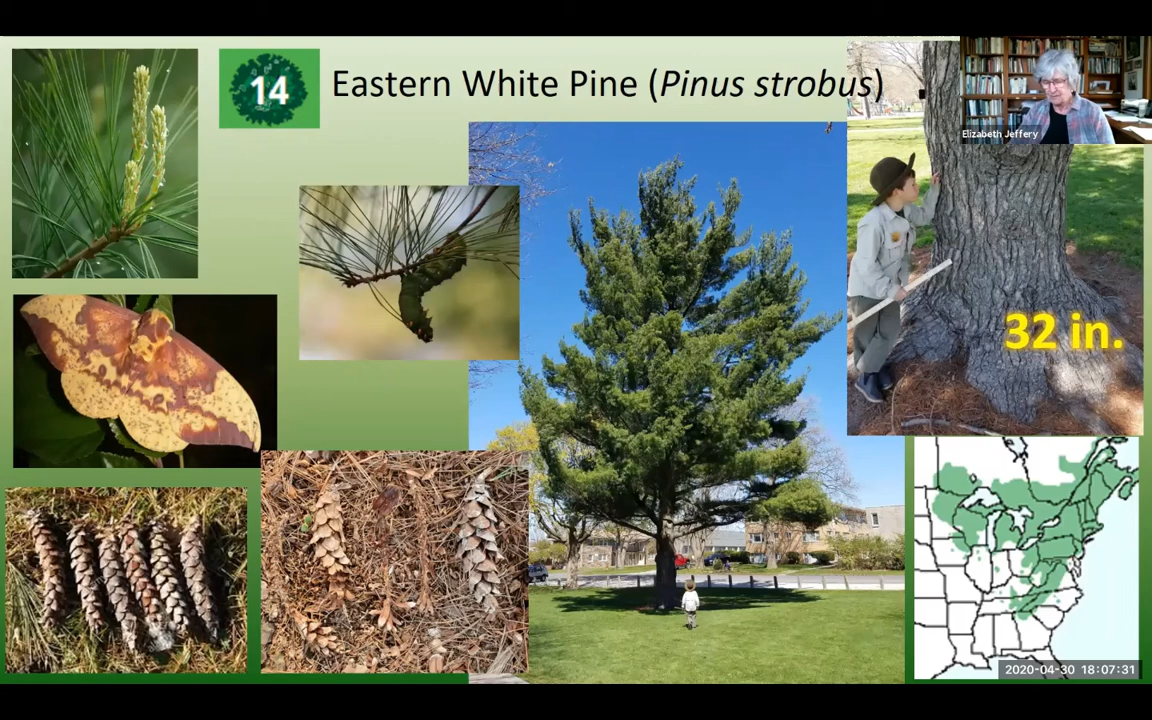 14
Eastern White Pine (Pinus strobus)
Elizabeth Jeffery
32 in.
2020-04-30 18:07:31